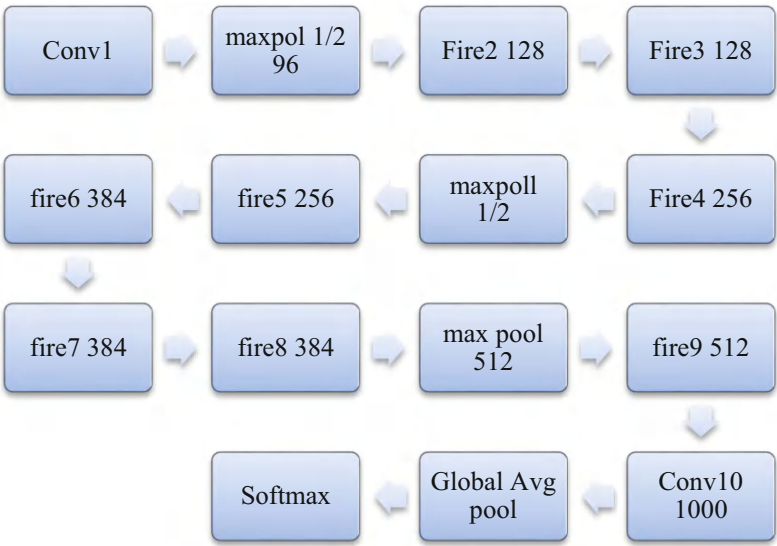 Conv1
maxpol 1/2
96
Fire2 128
Fire3 128
Fire4 256
maxpoll
1/2
fire5 256
fire6 384
fire7 384
fire8 384
max pool
512
fire9 512
Conv10
1000
Global Avg
pool
Softmax